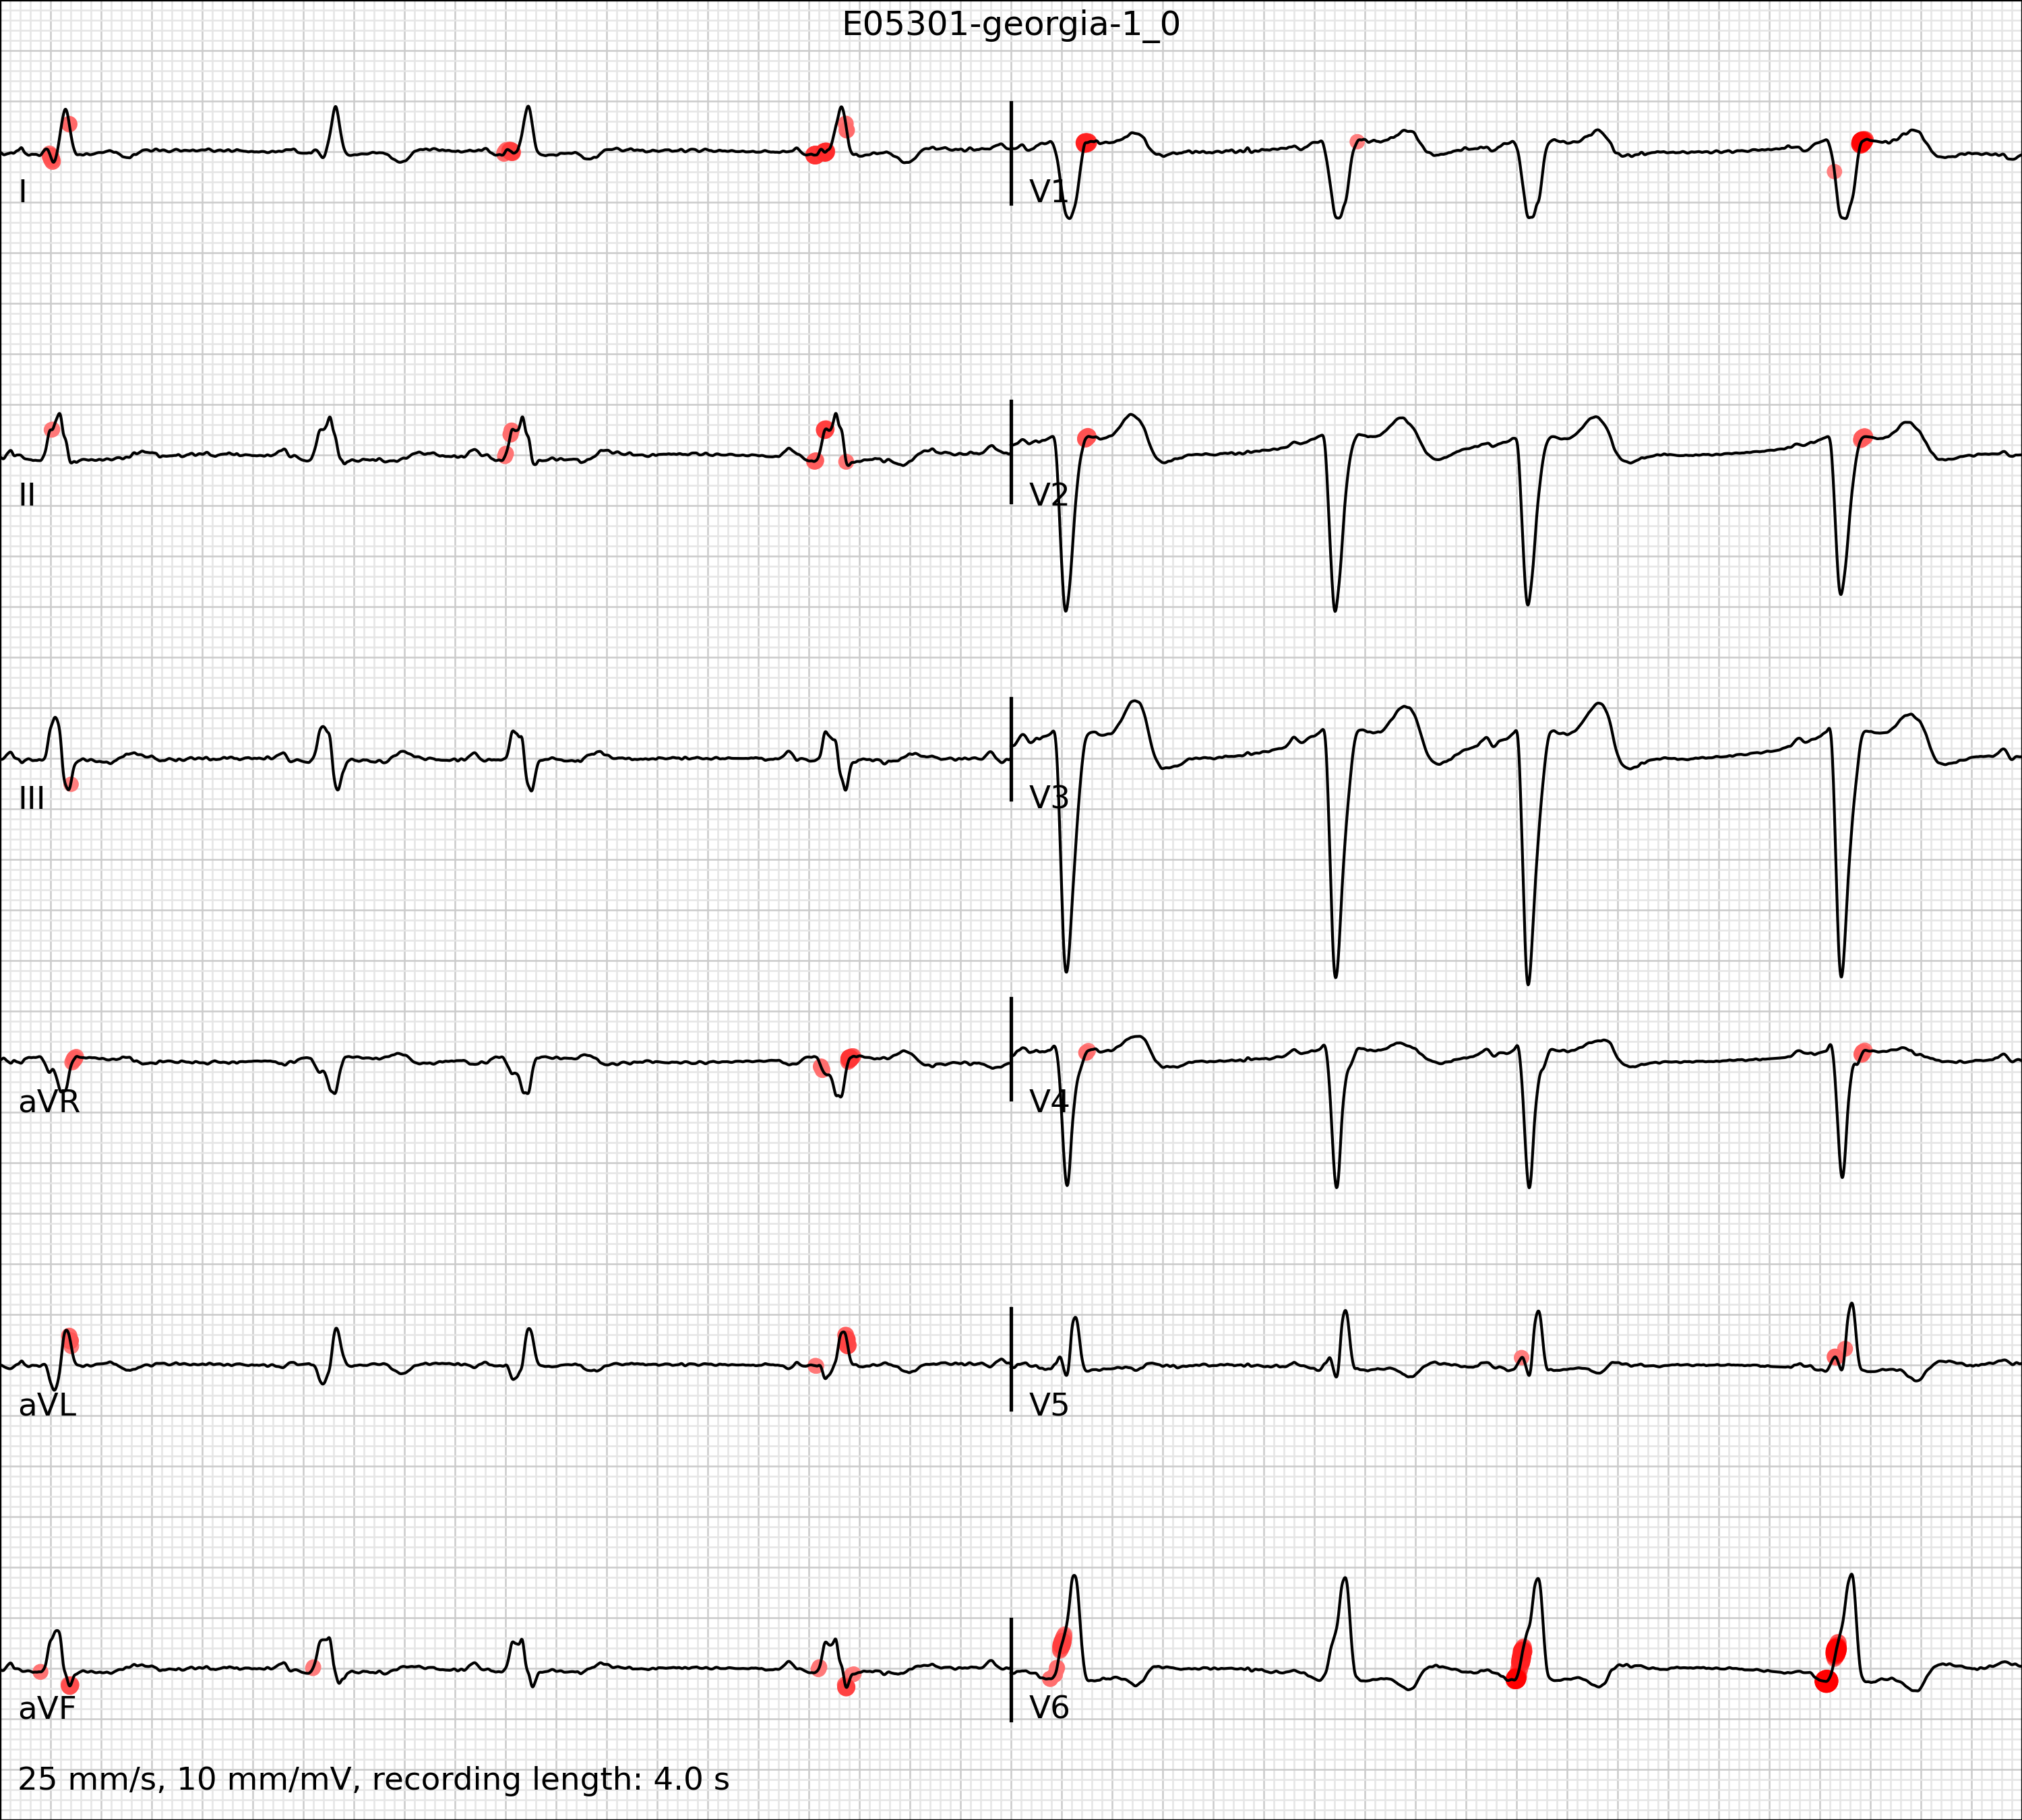 E05301-georgia-1_0
I
V1
II
V2
III
V3
aVR
V4
aVL
V5
aVF
V6
25 mm/s, 10 mm/mV, recording length: 4.0 s